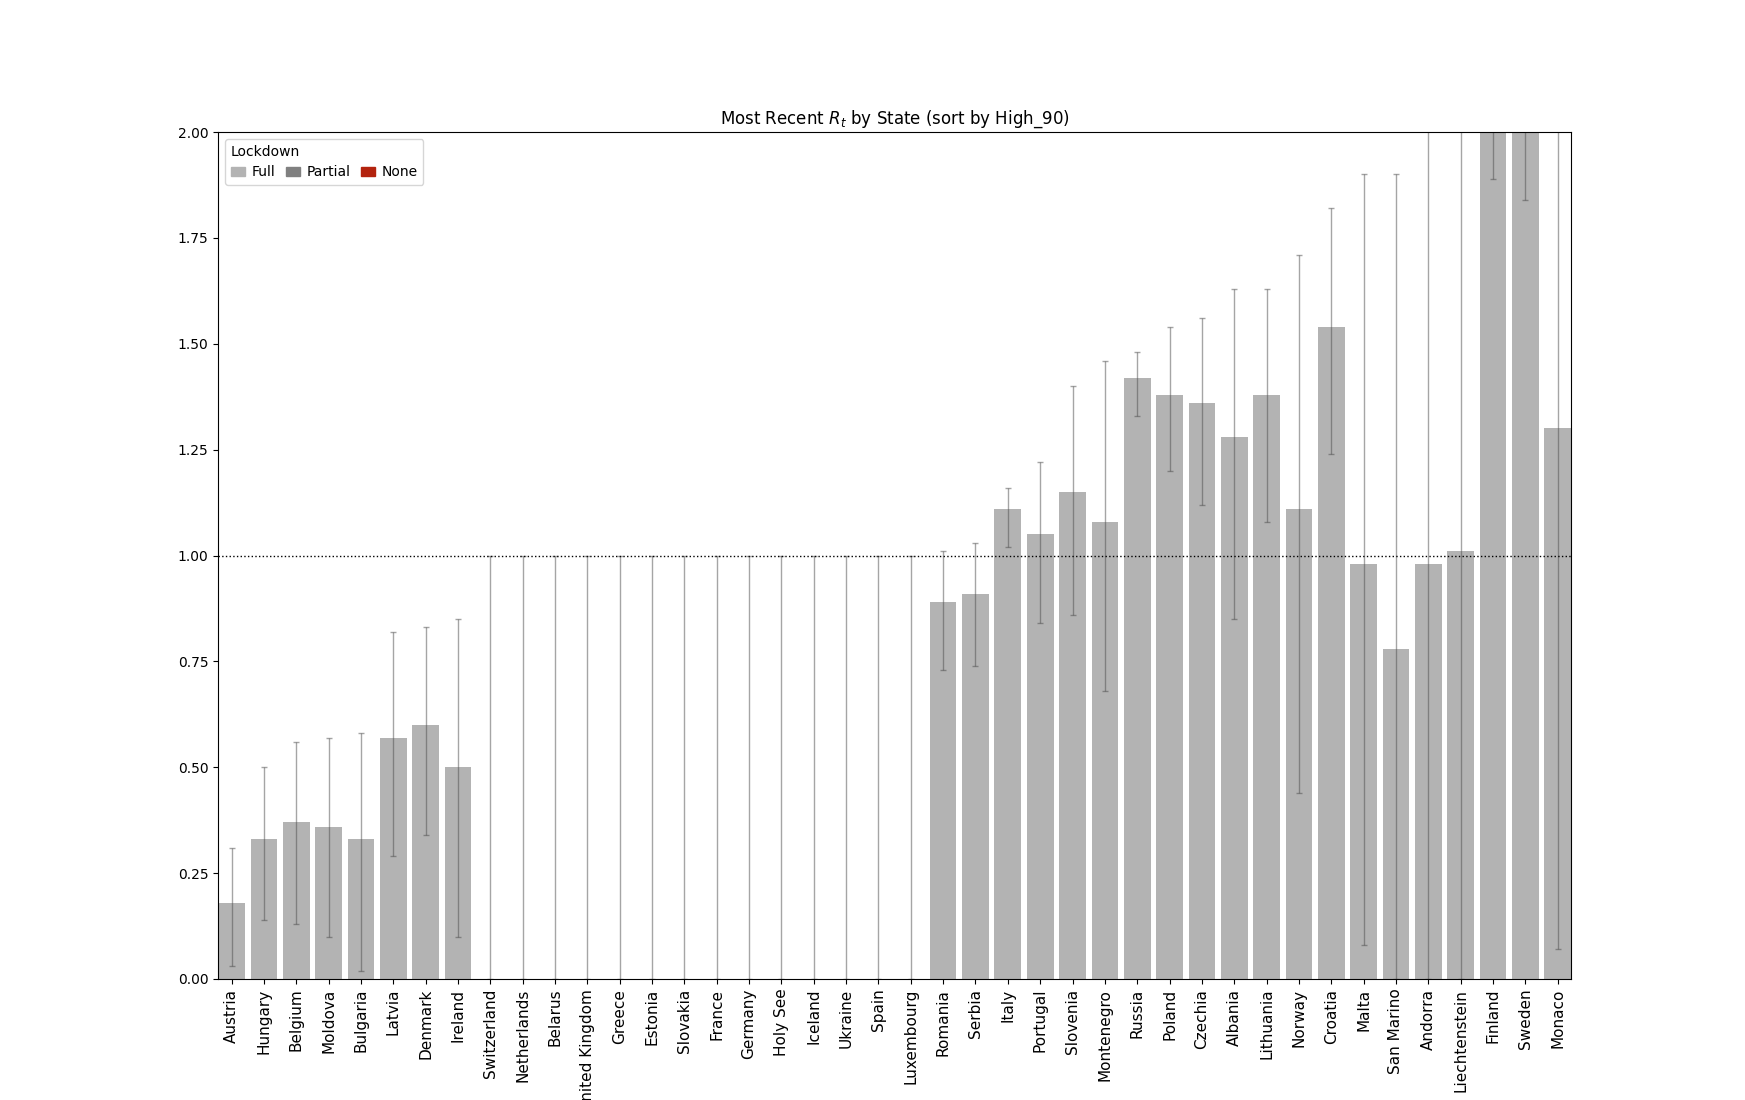 Most Recent R_t by State (sort by High_90)
Lockdown
Full Partial None
2.00
1.75
1.50
1.25
1.00
0.75
0.50
0.25
0.00
Austria
Hungary
Belgium
Moldova
Bulgaria
Latvia
Denmark
Ireland
Switzerland
Netherlands
Belarus
nited Kingdom
Greece
Estonia
Slovakia
France
Germany
Holy See
Iceland
Ukraine
Spain
Luxembourg
Romania
Serbia
Italy
Portugal
Slovenia
Montenegro
Russia
Poland
Czechia
Albania
Lithuania
Norway
Croatia
Malta
San Marino
Andorra
Liechtenstein
Finland
Sweden
Monaco